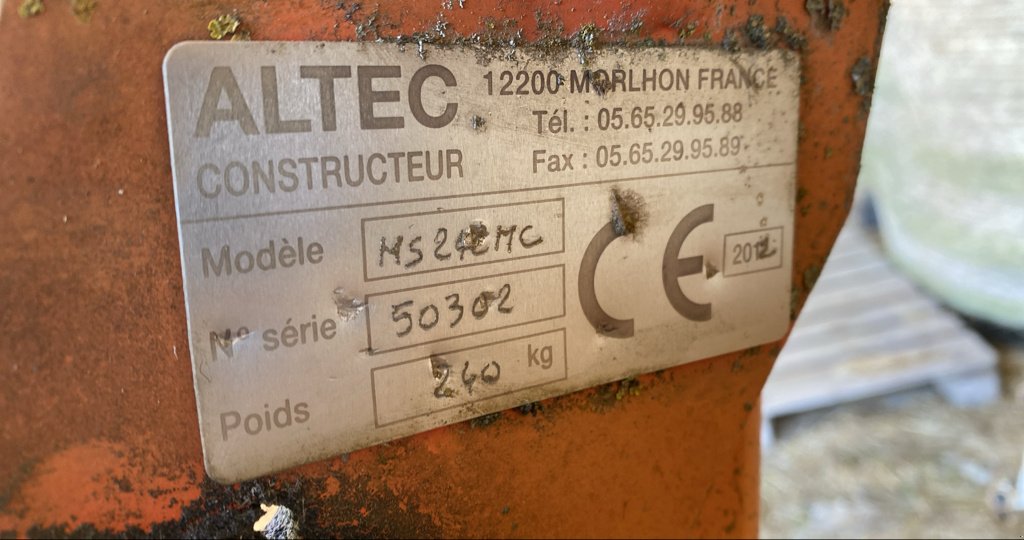 ALTEC
12200 MORLHON FRANCE
Tél. : 05.65.29.95.88
CONSTRUCTEUR
Fax : 05.65.29.95.89
Modèle
N° série 50302
CE
Poids 240 kg